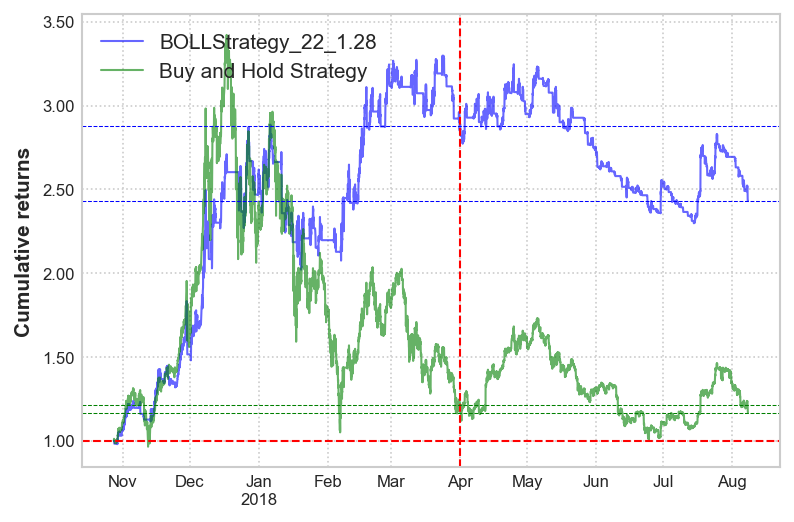 BOLLStrategy_22_1.28
Buy and Hold Strategy
Cumulative returns
3.50
3.00
2.50
2.00
1.50
1.00
Nov Dec Jan Feb Mar Apr May Jun Jul Aug
2018